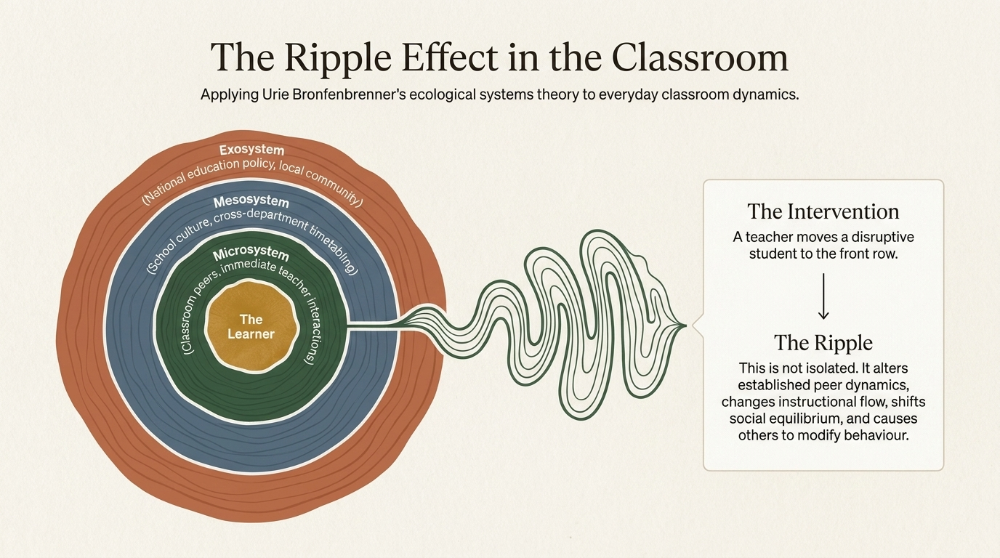 The Ripple Effect in the Classroom
Applying Urie Bronfenbrenner's ecological systems theory to everyday classroom dynamics.
Exosystem
(National education policy, local community)
Mesosystem
(School culture, cross-department timetabling)
Microsystem
(Classroom peers, immediate teacher interactions)
The
Learner
The Intervention
A teacher moves a disruptive
student to the front row.
The Ripple
This is not isolated. It alters
established peer dynamics,
changes instructional flow, shifts
social equilibrium, and causes
others to modify behaviour.